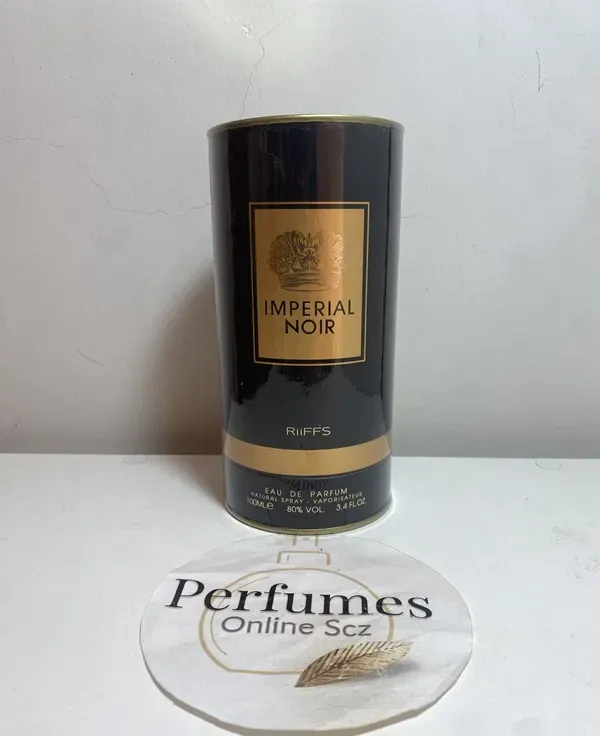 IMPERIAL
NOIR
RiiFFS
EAU DE PARFUM
NATURAL SPRAY - VAPORISATEUR
100ML℮ 80% VOL. 3.4 FL.OZ.
Perfumes
Online Scz